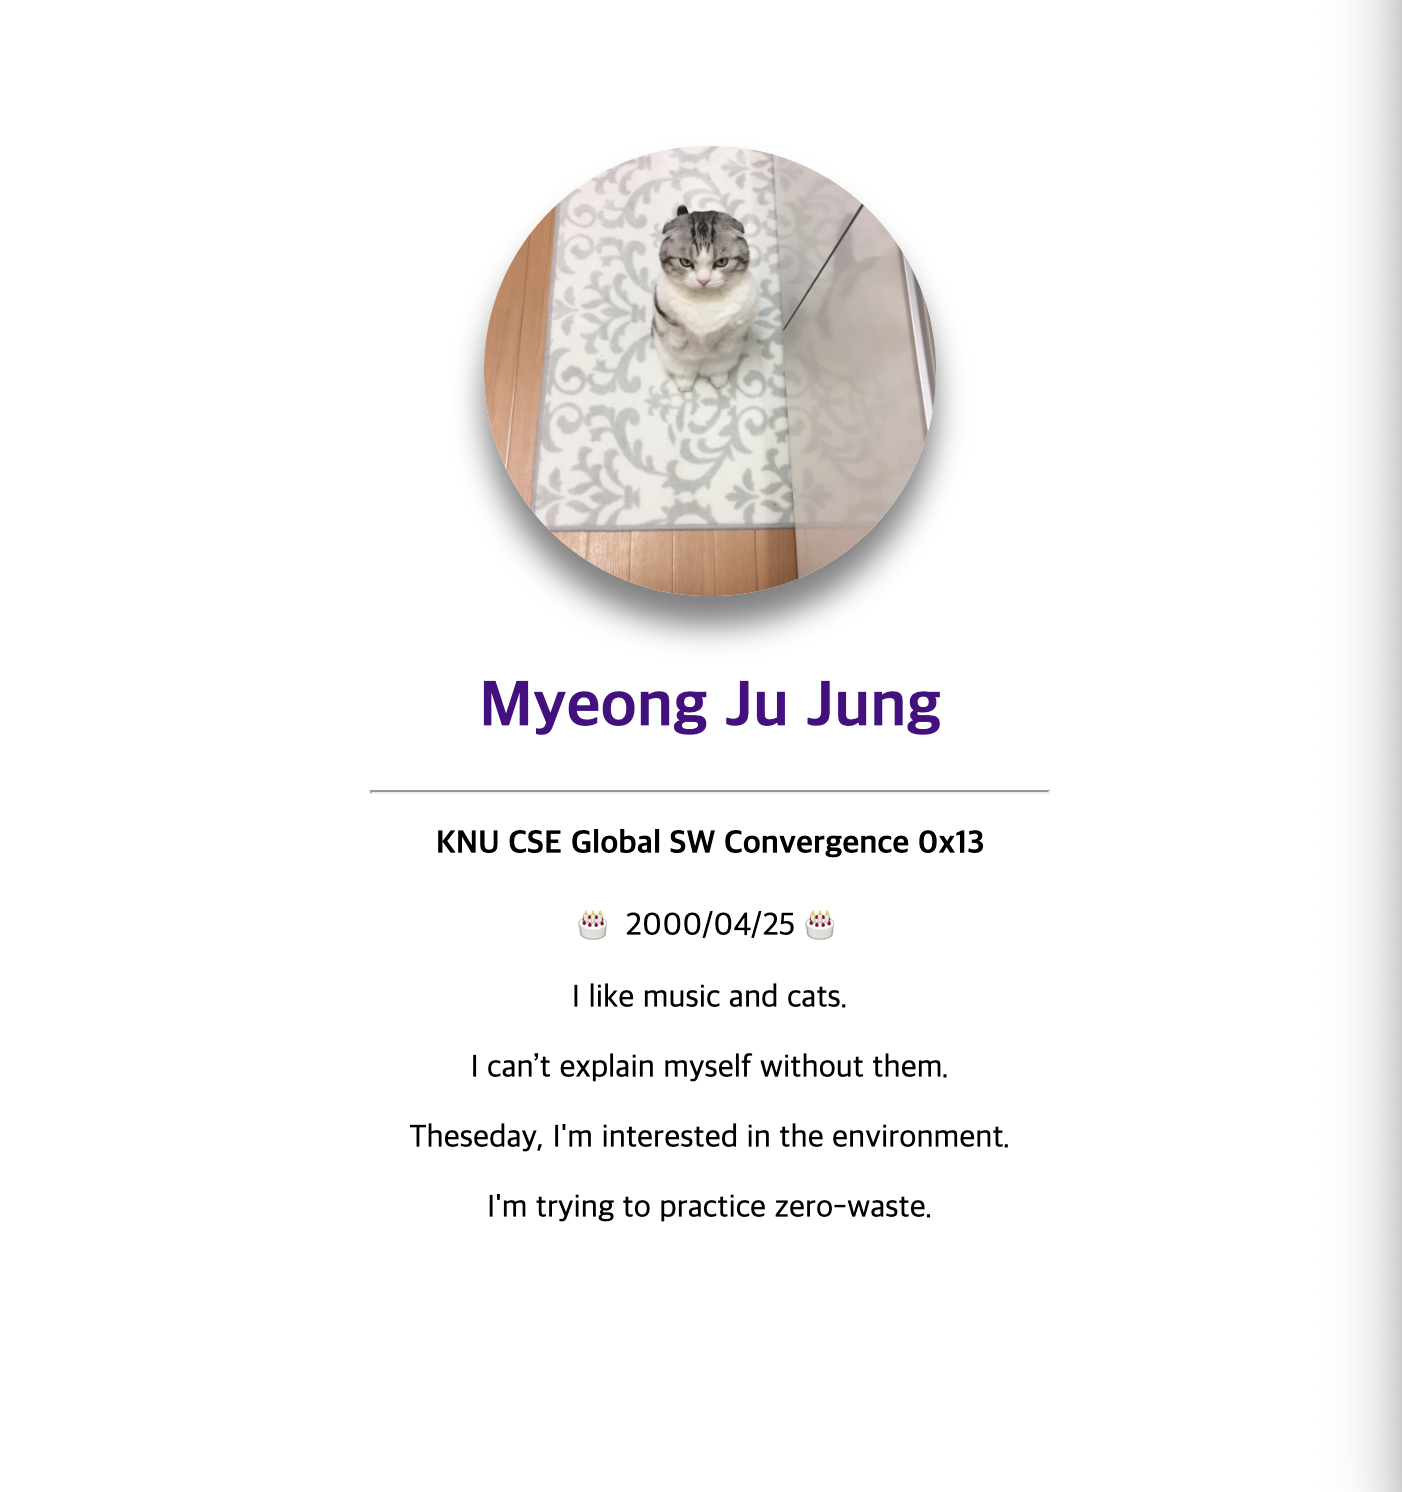 Myeong Ju Jung
KNU CSE Global SW Convergence 0x13
🎂 2000/04/25 🎂
I like music and cats.
I can’t explain myself without them.
Theseday, I'm interested in the environment.
I'm trying to practice zero-waste.